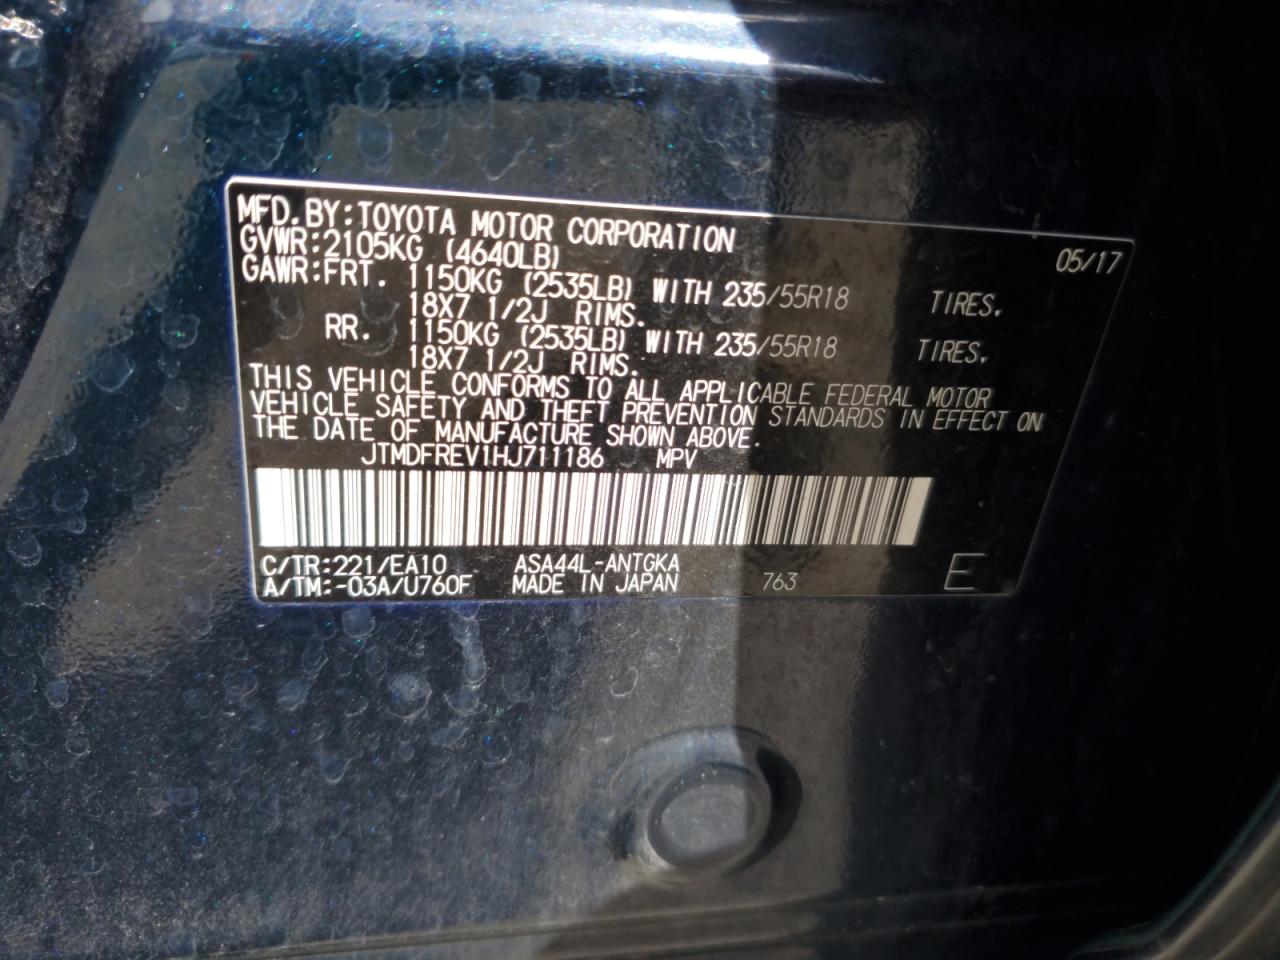 MFD.BY:TOYOTA MOTOR CORPORATION 05/17
GVWR:2105KG (4640LB)
GAWR:FRT. 1150KG (2535LB) WITH 235/55R18 TIRES.
18X7 1/2J RIMS.
RR. 1150KG (2535LB) WITH 235/55R18 TIRES.
18X7 1/2J RIMS.
THIS VEHICLE CONFORMS TO ALL APPLICABLE FEDERAL MOTOR
VEHICLE SAFETY AND THEFT PREVENTION STANDARDS IN EFFECT ON
THE DATE OF MANUFACTURE SHOWN ABOVE.
JTMDFREV1HJ711186 MPV
C/TR:221/EA10 ASA44L-ANTGKA
A/TM:-03A/U760F MADE IN JAPAN 763 E